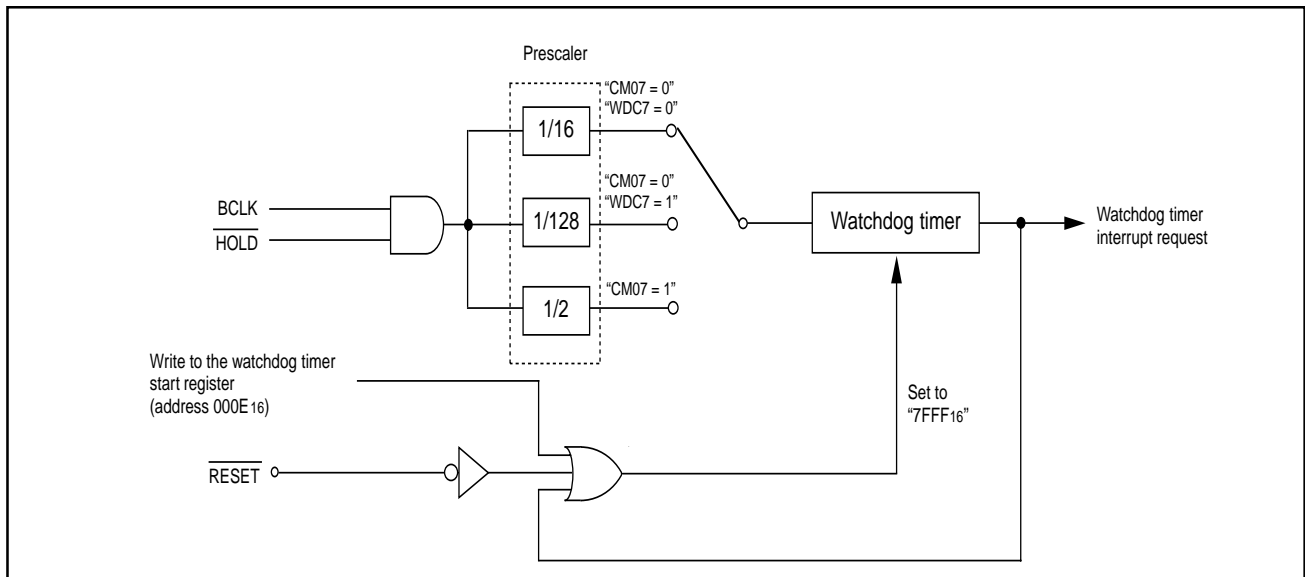 Prescaler
“CM07 = 0”
“WDC7 = 0”
1/16
“CM07 = 0”
“WDC7 = 1”
BCLK
HOLD
1/128
Watchdog timer
Watchdog timer
interrupt request
“CM07 = 1”
1/2
Write to the watchdog timer
start register
(address 000E16)
Set to
“7FFF16”
RESET